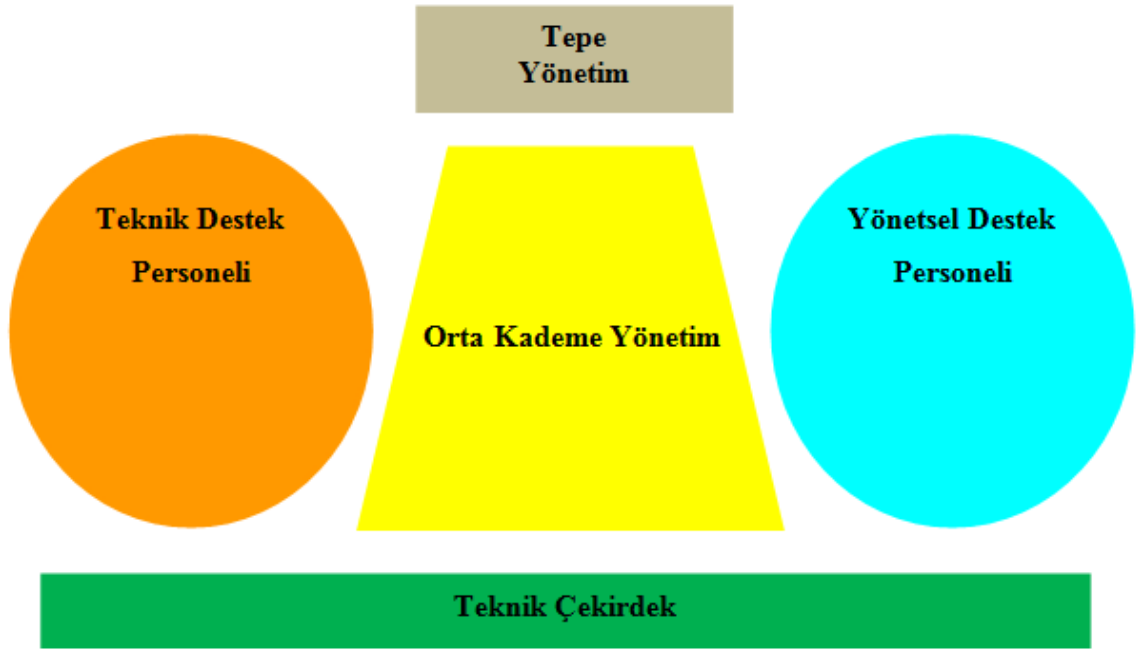 Tepe
Yönetim
Teknik Destek
Personeli
Yönetsel Destek
Personeli
Orta Kademe Yönetim
Teknik Çekirdek